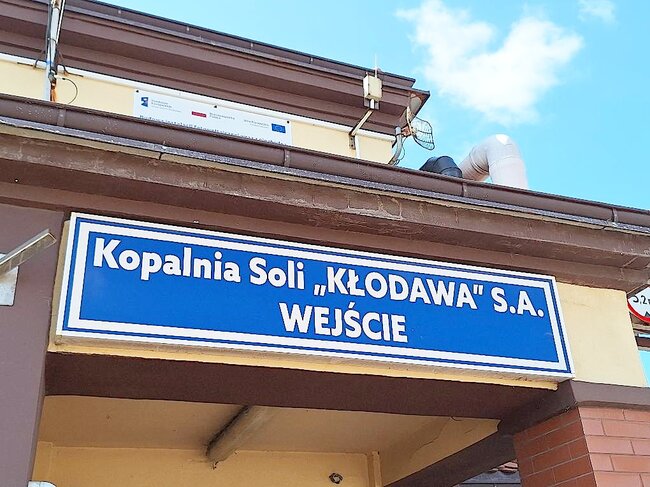 Kopalnia Soli „KŁODAWA" S.A.
WEJŚCIE